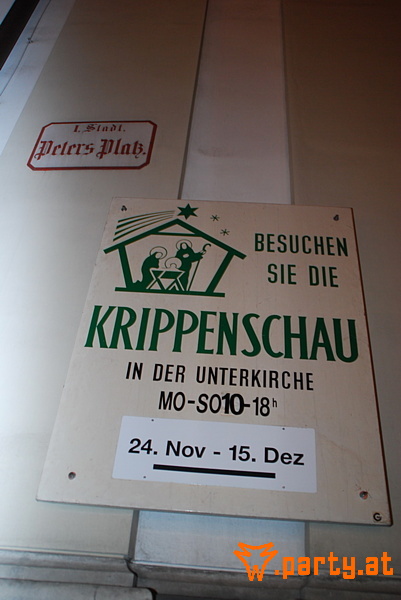 I. Stadt.
Peters Platz.
BESUCHEN
SIE DIE
KRIPPENSCHAU
IN DER UNTERKIRCHE
MO-SO10-18h
24. Nov - 15. Dez
G
.party.at